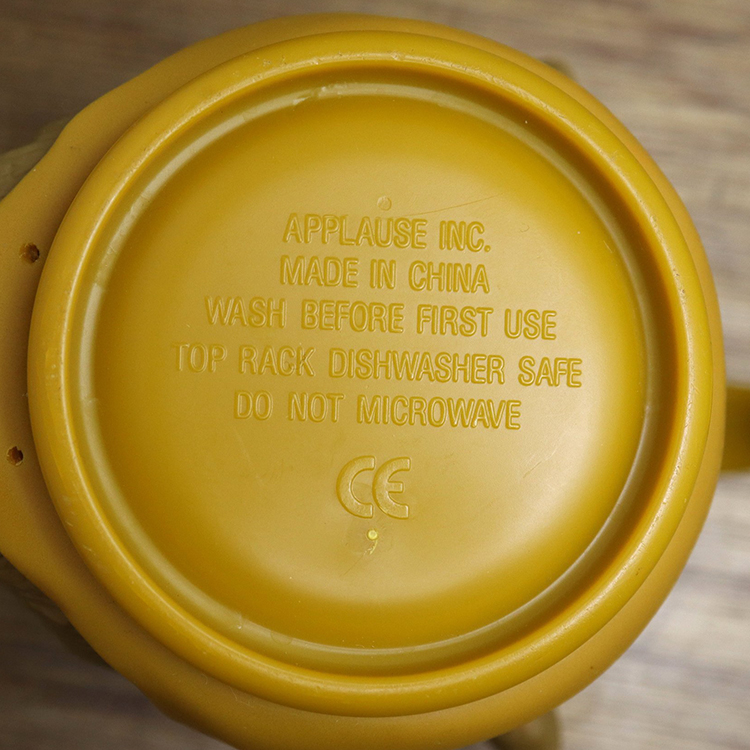 APPLAUSE INC.
MADE IN CHINA
WASH BEFORE FIRST USE
TOP RACK DISHWASHER SAFE
DO NOT MICROWAVE
CE